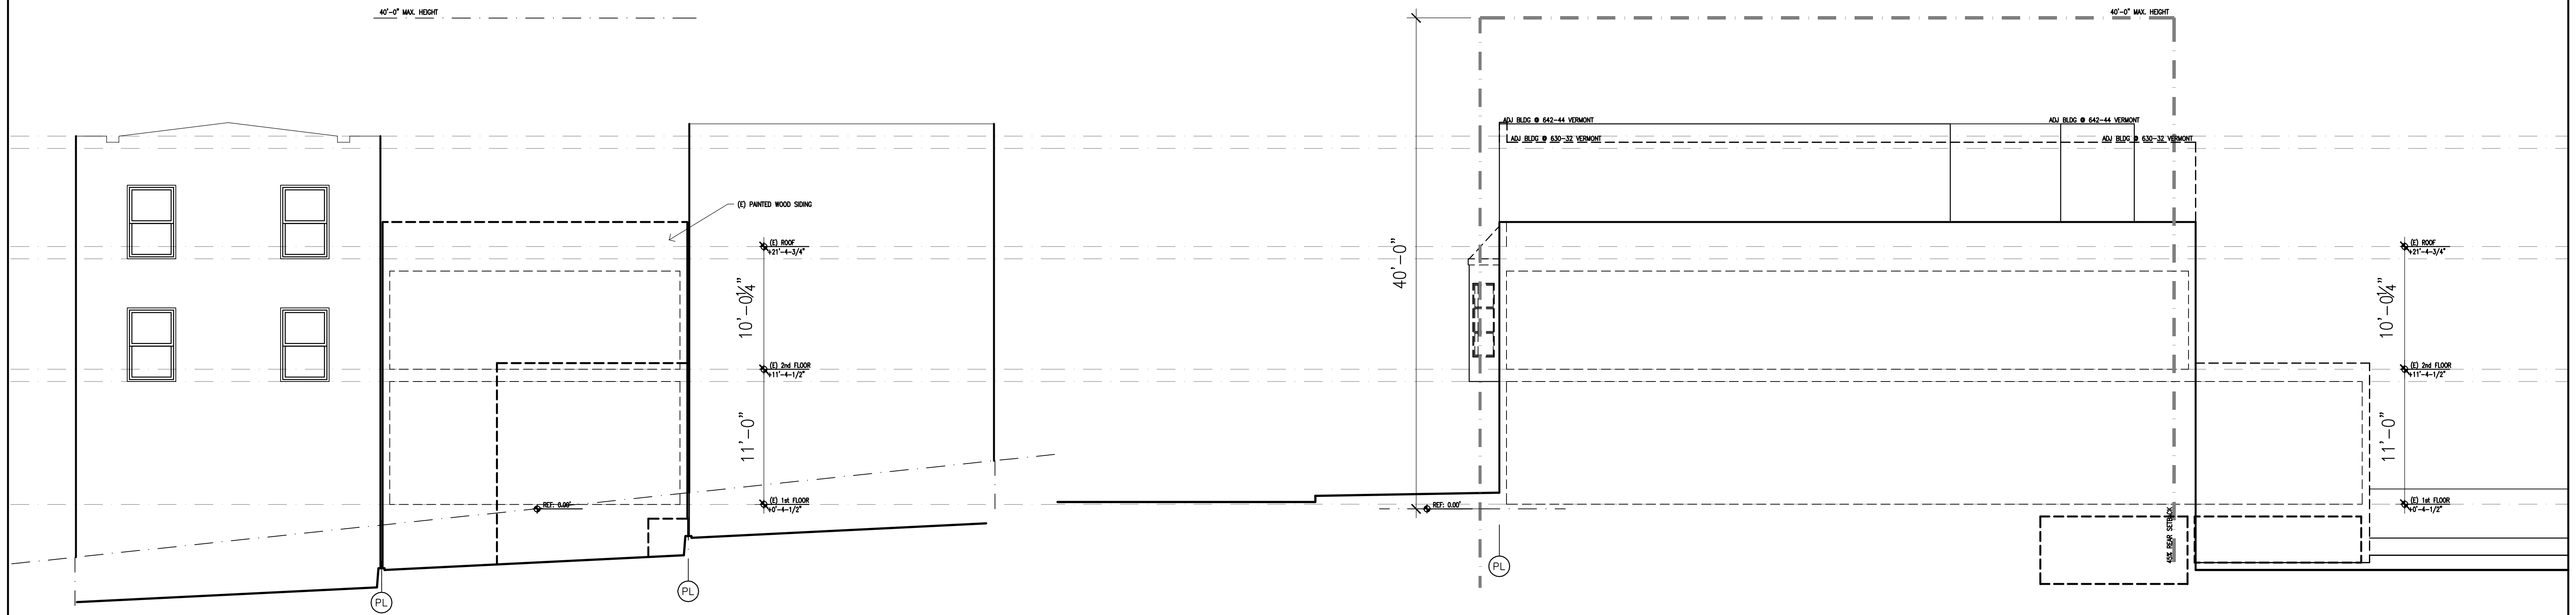 40'-0" MAX. HEIGHT
40'-0" MAX. HEIGHT
ADJ BLDG @ 642-44 VERMONT
ADJ BLDG @ 642-44 VERMONT
ADJ BLDG @ 630-32 VERMONT
ADJ BLDG @ 630-32 VERMONT
(E) PAINTED WOOD SIDING
(E) ROOF
+21'-4-3/4"
10'-0¼"
(E) 2nd FLOOR
+11'-4-1/2"
11'-0"
(E) 1st FLOOR
+0'-4-1/2"
REF: 0.00'
PL
PL
40'-0"
REF: 0.00'
PL
45% REAR SETBACK
(E) ROOF
+21'-4-3/4"
10'-0¼"
(E) 2nd FLOOR
+11'-4-1/2"
11'-0"
(E) 1st FLOOR
+0'-4-1/2"